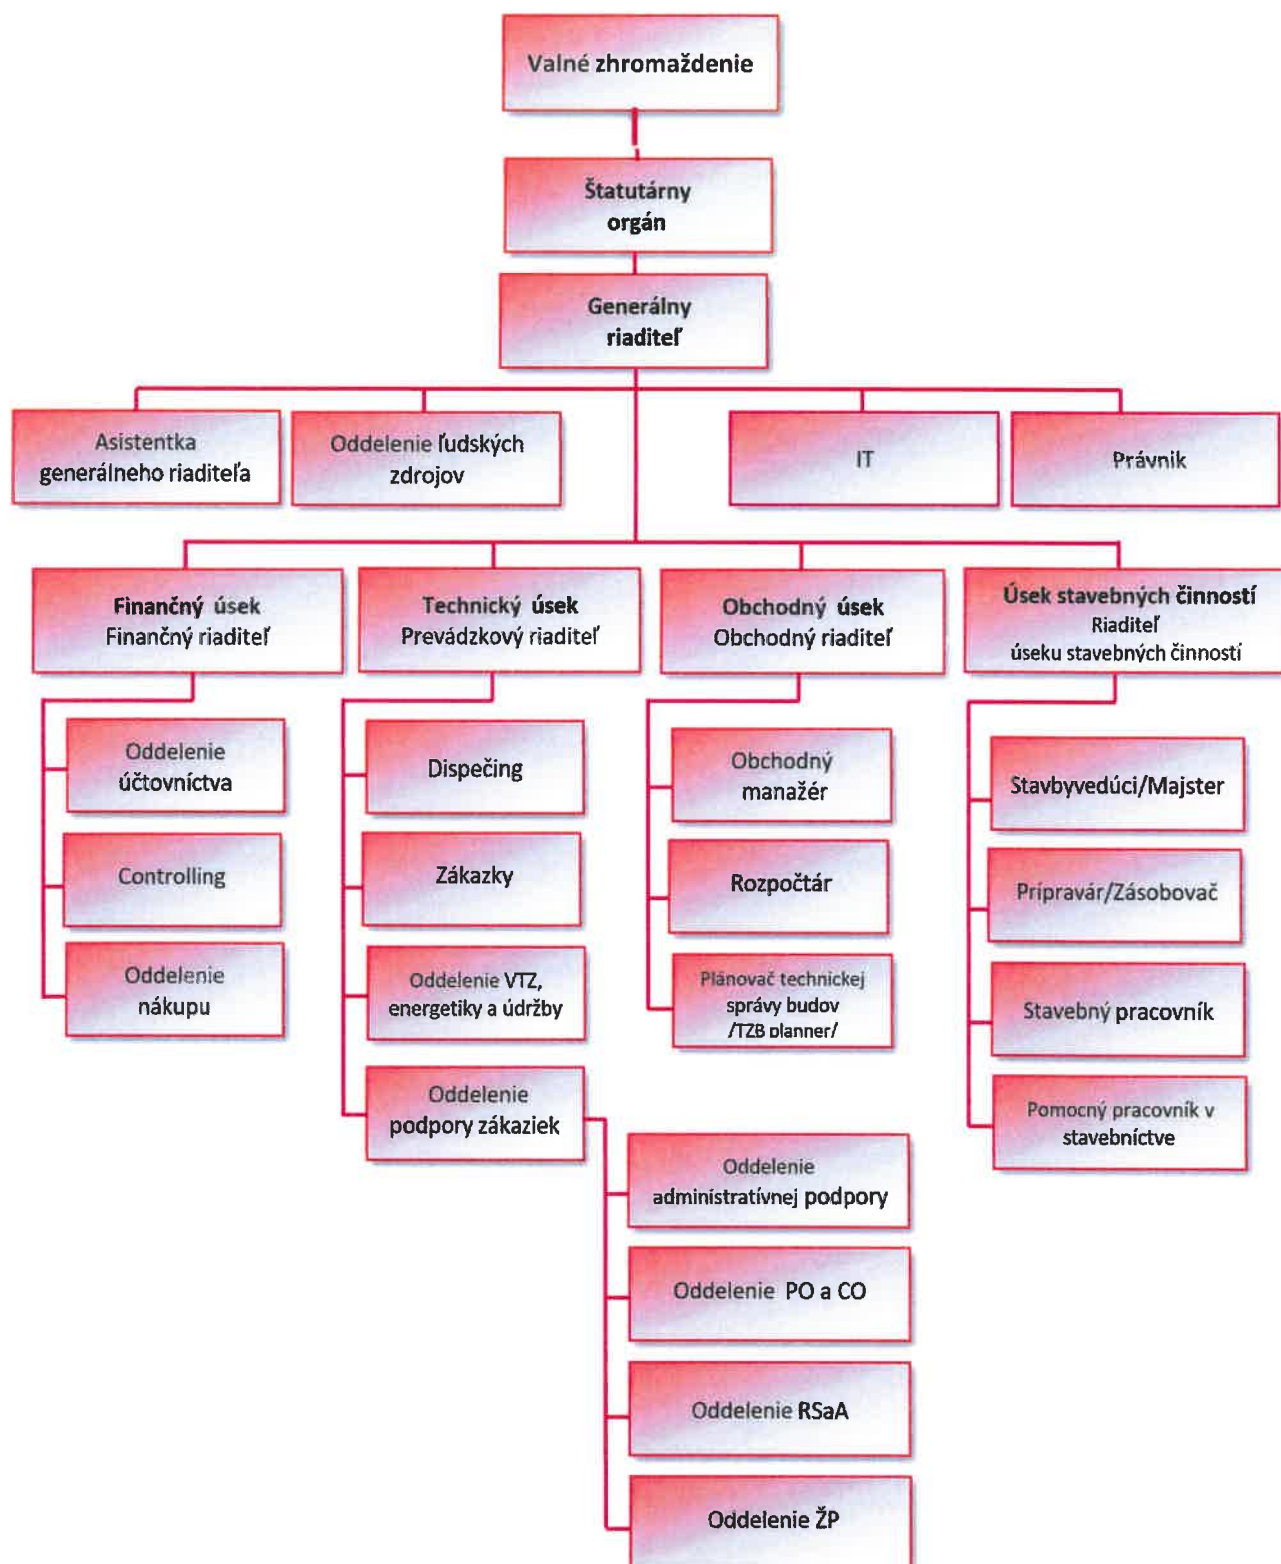 Valné zhromaždenie
Štatutárny
orgán
Generálny
riaditeľ
Asistentka
generálneho riaditeľa
Oddelenie ľudských
zdrojov
IT
Právnik
Finančný úsek
Finančný riaditeľ
Technický úsek
Prevádzkový riaditeľ
Obchodný úsek
Obchodný riaditeľ
Úsek stavebných činností
Riaditeľ
úseku stavebných činností
Oddelenie
účtovníctva
Controlling
Oddelenie
nákupu
Dispečing
Zákazky
Oddelenie VTZ,
energetiky a údržby
Oddelenie
podpory zákaziek
Oddelenie
administratívnej podpory
Oddelenie PO a CO
Oddelenie RSaA
Oddelenie ŽP
Obchodný
manažér
Rozpočtár
Plánovač technickej
správy budov
/TZB planner/
Stavbyvedúci/Majster
Prípravár/Zásobovač
Stavebný pracovník
Pomocný pracovník v
stavebníctve